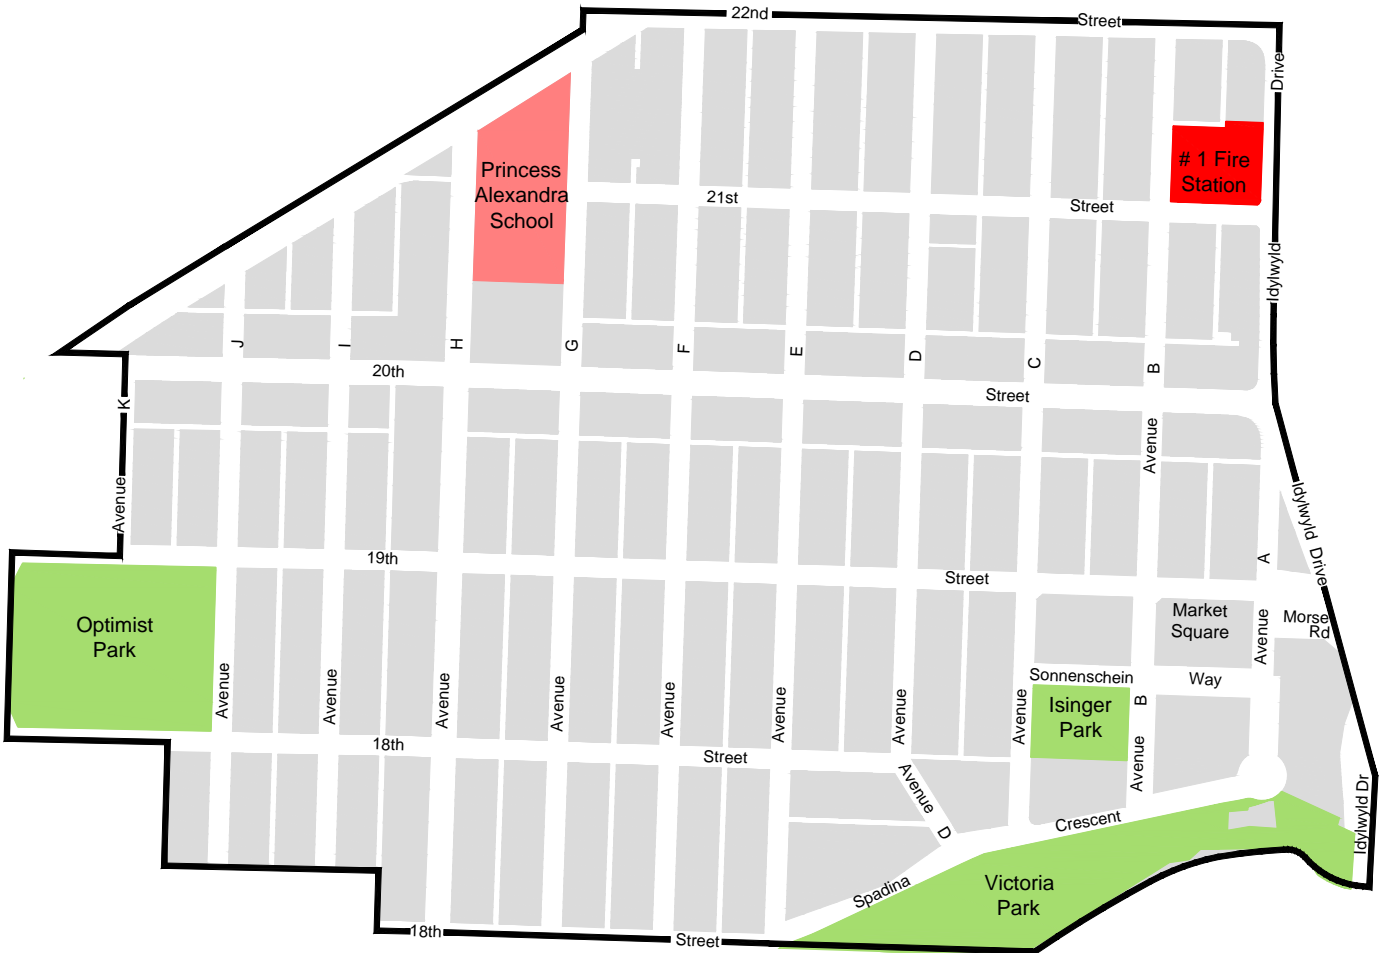 22nd
Street
Drive
# 1 Fire
Station
Princess
Alexandra
School
21st
Street
Idylwyld
J
I
H
G
F
E
D
C
B
20th
Street
K
Avenue
Avenue
Idylwyld Drive
19th
Street
A
Optimist
Park
Market
Square
Morse
Rd
Avenue
Sonnenschein
Way
Avenue
Avenue
Avenue
Avenue
Avenue
Avenue
Avenue
Avenue
Isinger
Park
Avenue B
18th
Street
Avenue D
Crescent
Idylwyld Dr
Spadina
Victoria
Park
18th
Street